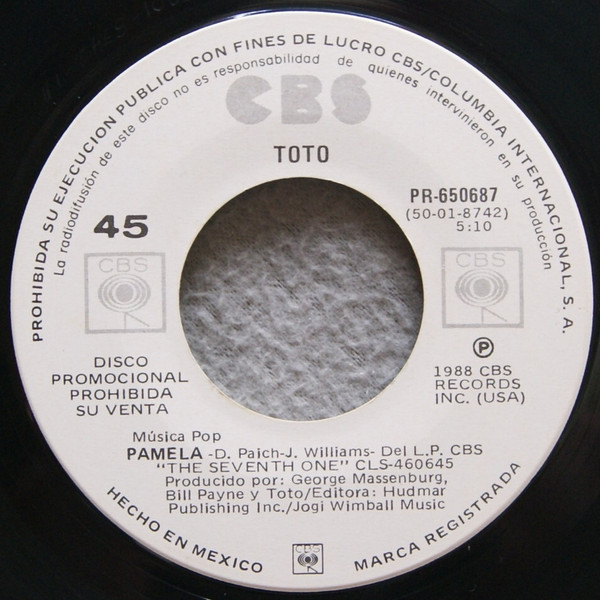 PROHIBIDA SU EJECUCION PUBLICA CON FINES DE LUCRO CBS/COLUMBIA INTERNACIONAL, S. A.
La radiodifusión de este disco no es responsabilidad de quienes intervinieron en su producción
CBS
TOTO
PR-650687
(50-01-8742)
5:10
45
CBS
CBS
DISCO
PROMOCIONAL
PROHIBIDA
SU VENTA
P
1988 CBS
RECORDS
INC. (USA)
Música Pop
PAMELA -D. Paich-J. Williams- Del L.P. CBS
"THE SEVENTH ONE" CLS-460645
Producido por: George Massenburg,
Bill Payne y Toto/Editora: Hudmar
Publishing Inc./Jogi Wimball Music
HECHO EN MEXICO
CBS
MARCA REGISTRADA